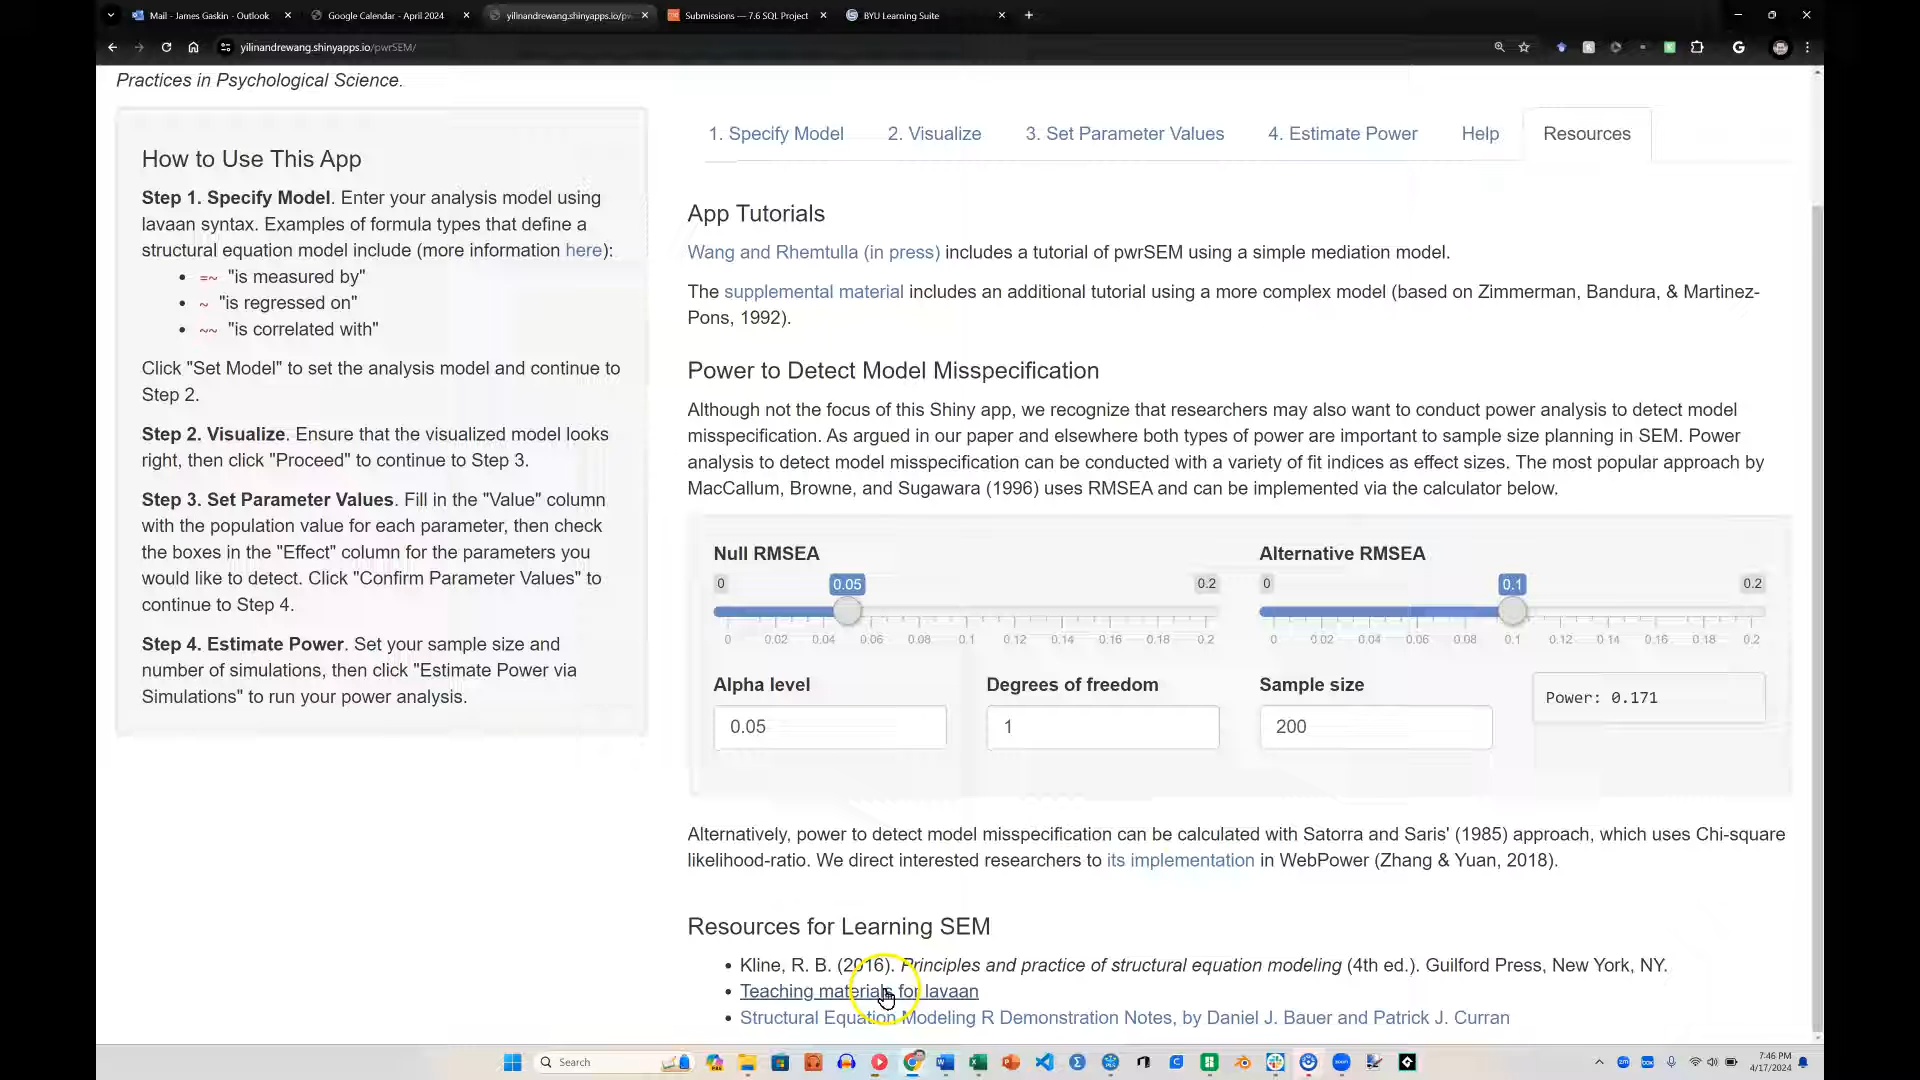 Mail - James Gaskin - Outlook
Google Calendar - April 2024
yilinandrewang.shinyapps.io/pw
Submissions — 7.6 SQL Project
BYU Learning Suite
yilinandrewang.shinyapps.io/pwrSEM/
Practices in Psychological Science.
How to Use This App
Step 1. Specify Model. Enter your analysis model using
lavaan syntax. Examples of formula types that define a
structural equation model include (more information here):
• =~ "is measured by"
• ~ "is regressed on"
• ~~ "is correlated with"
Click "Set Model" to set the analysis model and continue to
Step 2.
Step 2. Visualize. Ensure that the visualized model looks
right, then click "Proceed" to continue to Step 3.
Step 3. Set Parameter Values. Fill in the "Value" column
with the population value for each parameter, then check
the boxes in the "Effect" column for the parameters you
would like to detect. Click "Confirm Parameter Values" to
continue to Step 4.
Step 4. Estimate Power. Set your sample size and
number of simulations, then click "Estimate Power via
Simulations" to run your power analysis.
1. Specify Model 2. Visualize 3. Set Parameter Values 4. Estimate Power Help Resources
App Tutorials
Wang and Rhemtulla (in press) includes a tutorial of pwrSEM using a simple mediation model.
The supplemental material includes an additional tutorial using a more complex model (based on Zimmerman, Bandura, & Martinez-
Pons, 1992).
Power to Detect Model Misspecification
Although not the focus of this Shiny app, we recognize that researchers may also want to conduct power analysis to detect model
misspecification. As argued in our paper and elsewhere both types of power are important to sample size planning in SEM. Power
analysis to detect model misspecification can be conducted with a variety of fit indices as effect sizes. The most popular approach by
MacCallum, Browne, and Sugawara (1996) uses RMSEA and can be implemented via the calculator below.
Null RMSEA Alternative RMSEA
0 0.05 0.2 0 0.1 0.2
0 0.02 0.04 0.06 0.08 0.1 0.12 0.14 0.16 0.18 0.2 0 0.02 0.04 0.06 0.08 0.1 0.12 0.14 0.16 0.18 0.2
Alpha level Degrees of freedom Sample size
0.05 1 200 Power: 0.171
Alternatively, power to detect model misspecification can be calculated with Satorra and Saris' (1985) approach, which uses Chi-square
likelihood-ratio. We direct interested researchers to its implementation in WebPower (Zhang & Yuan, 2018).
Resources for Learning SEM
• Kline, R. B. (2016). Principles and practice of structural equation modeling (4th ed.). Guilford Press, New York, NY.
• Teaching materials for lavaan
• Structural Equation Modeling R Demonstration Notes, by Daniel J. Bauer and Patrick J. Curran
Search
7:46 PM
4/17/2024